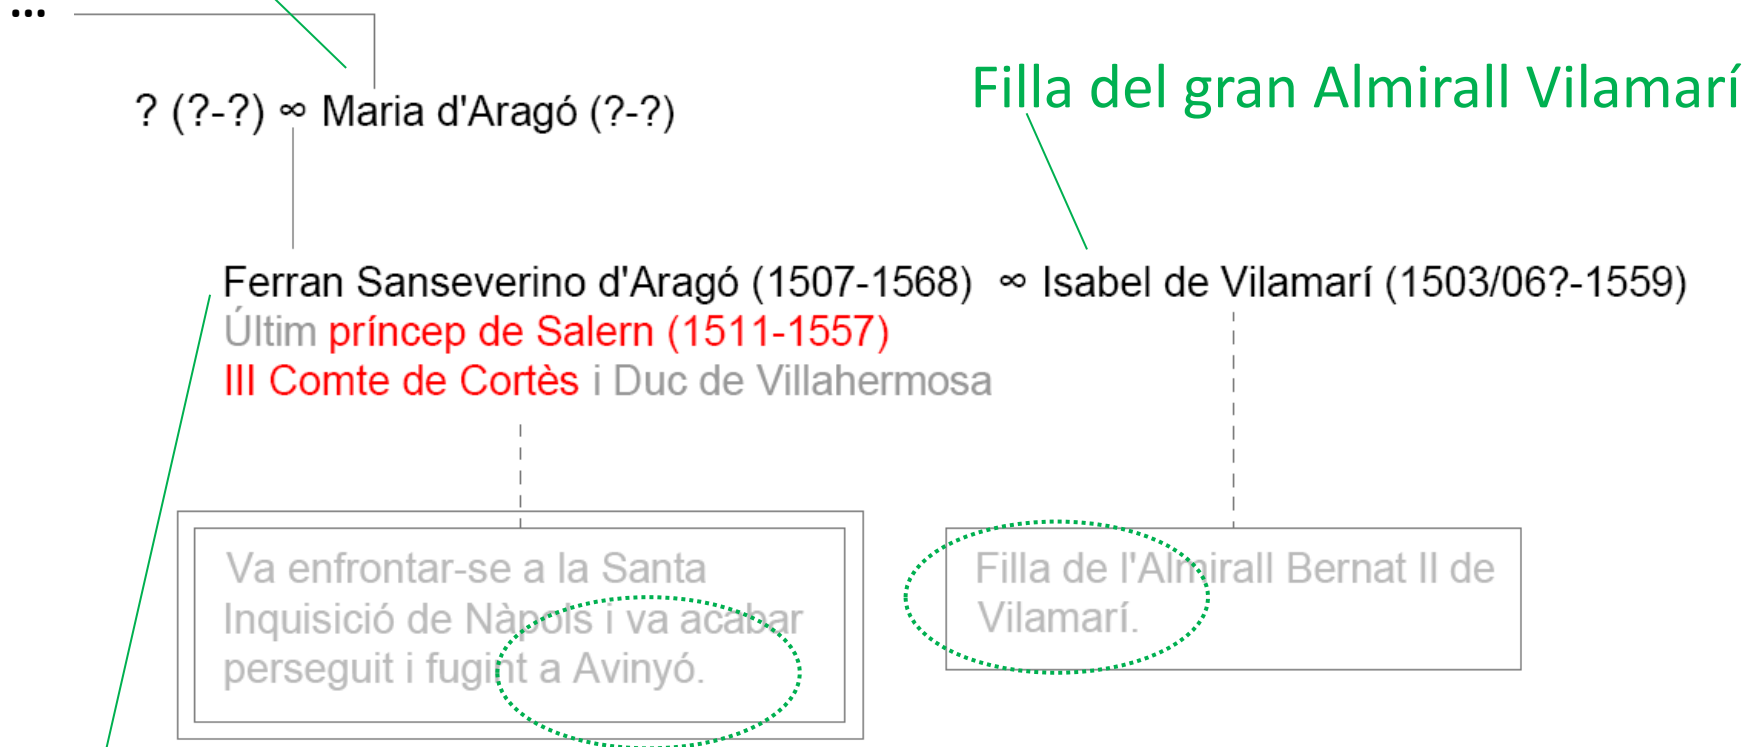 ...
Filla del gran Almirall Vilamarí
? (?-?) ∞ Maria d'Aragó (?-?)
Ferran Sanseverino d'Aragó (1507-1568) ∞ Isabel de Vilamarí (1503/06?-1559)
Últim príncep de Salern (1511-1557)
III Comte de Cortès i Duc de Villahermosa
Va enfrontar-se a la Santa
Inquisició de Nàpols i va acabar
perseguit i fugint a Avinyó.
Filla de l'Almirall Bernat II de
Vilamarí.